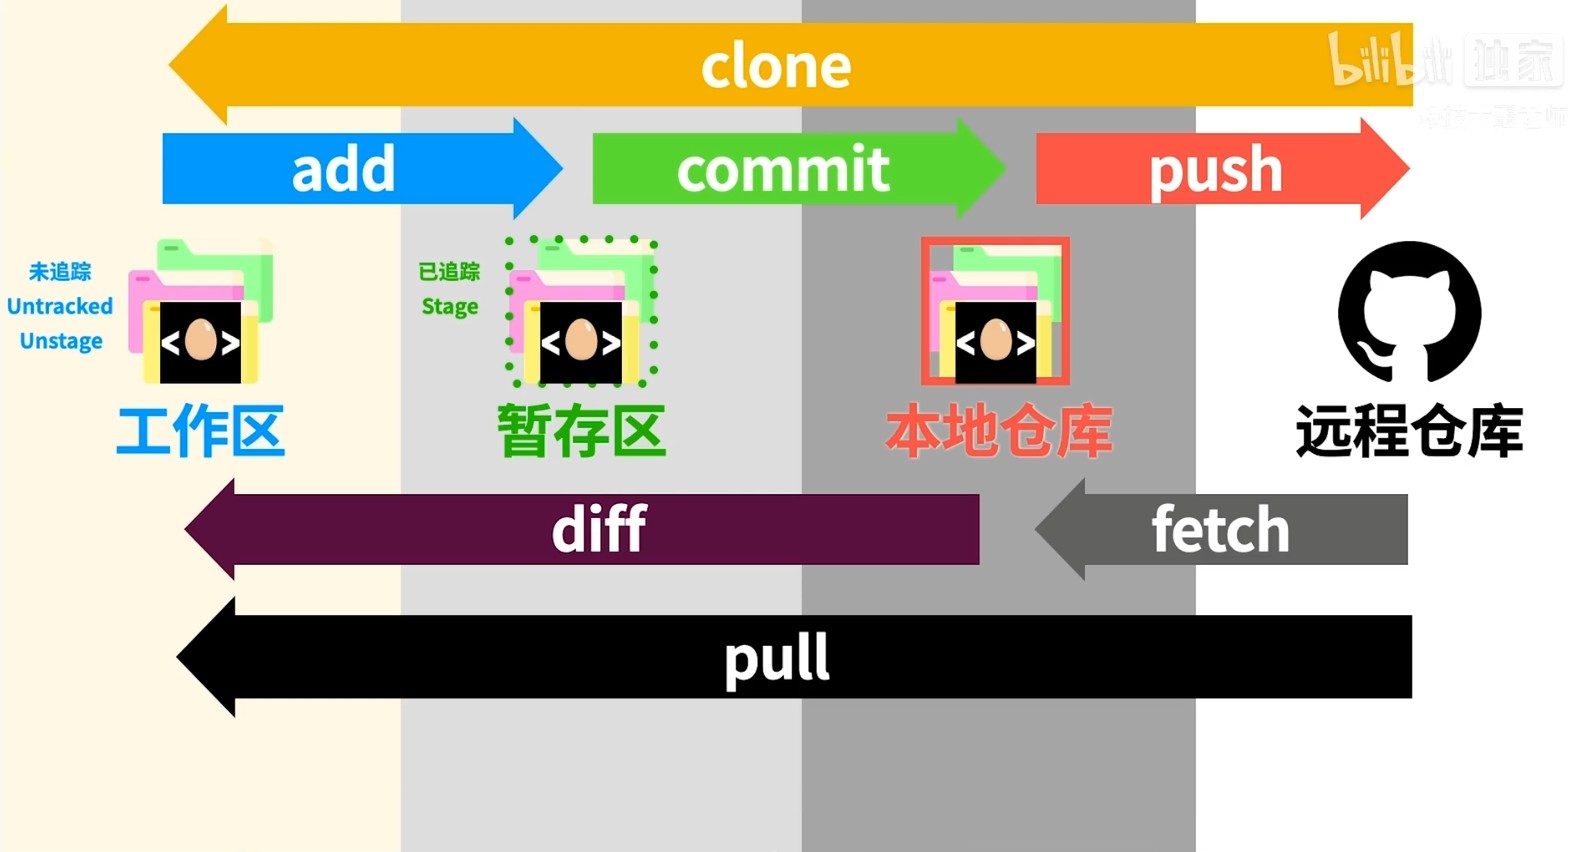 clone
bilibili 独家
add
commit
push
未追踪
Untracked
Unstage
已追踪
Stage
< >
< >
< >
工作区
暂存区
本地仓库
远程仓库
diff
fetch
pull